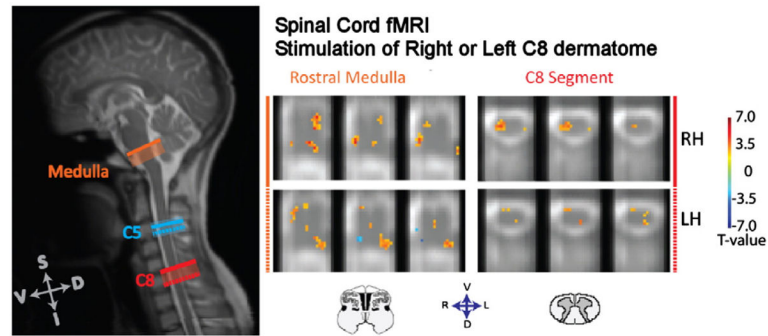 Spinal Cord fMRI
Stimulation of Right or Left C8 dermatome
Rostral Medulla
C8 Segment
Medulla
C5
C8
S
V
D
I
RH
LH
7.0
3.5
0
-3.5
-7.0
T-value
V
R
L
D